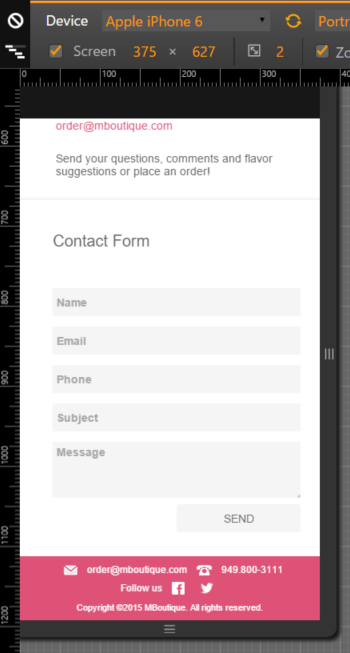 Device Apple iPhone 6 Portr
Screen 375 × 627 2 Zo
0 100 200 300 400
order@mboutique.com
Send your questions, comments and flavor
suggestions or place an order!
Contact Form
Name
Email
Phone
Subject
Message
SEND
order@mboutique.com 949.800-3111
Follow us
Copyright ©2015 MBoutique. All rights reserved.
600
700
800
900
1000
1100
1200